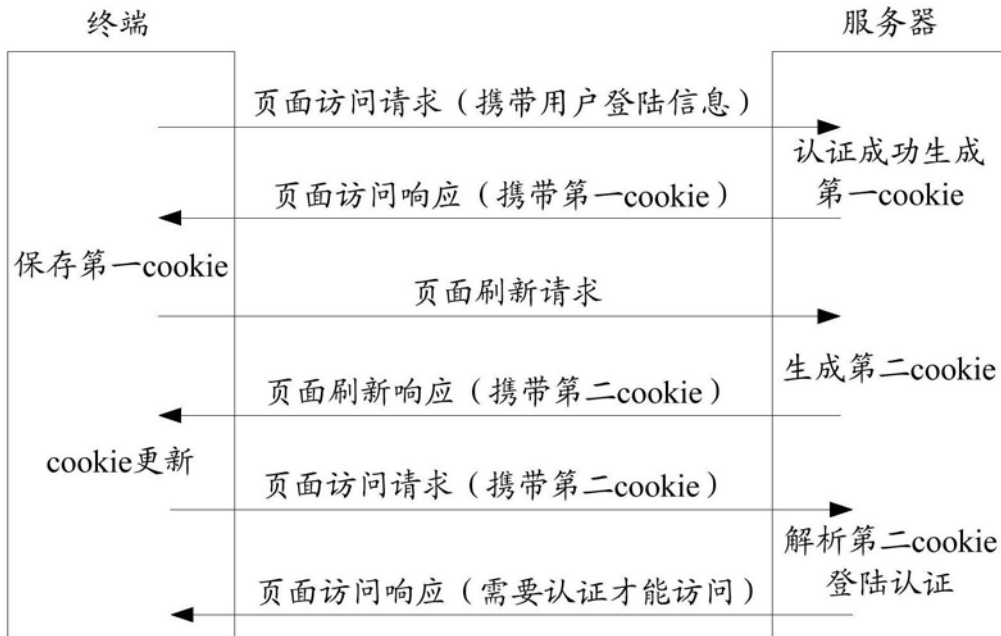 终端
服务器
页面访问请求（携带用户登陆信息）
认证成功生成
第一cookie
页面访问响应（携带第一cookie）
保存第一cookie
页面刷新请求
生成第二cookie
页面刷新响应（携带第二cookie）
cookie更新
页面访问请求（携带第二cookie）
解析第二cookie
登陆认证
页面访问响应（需要认证才能访问）